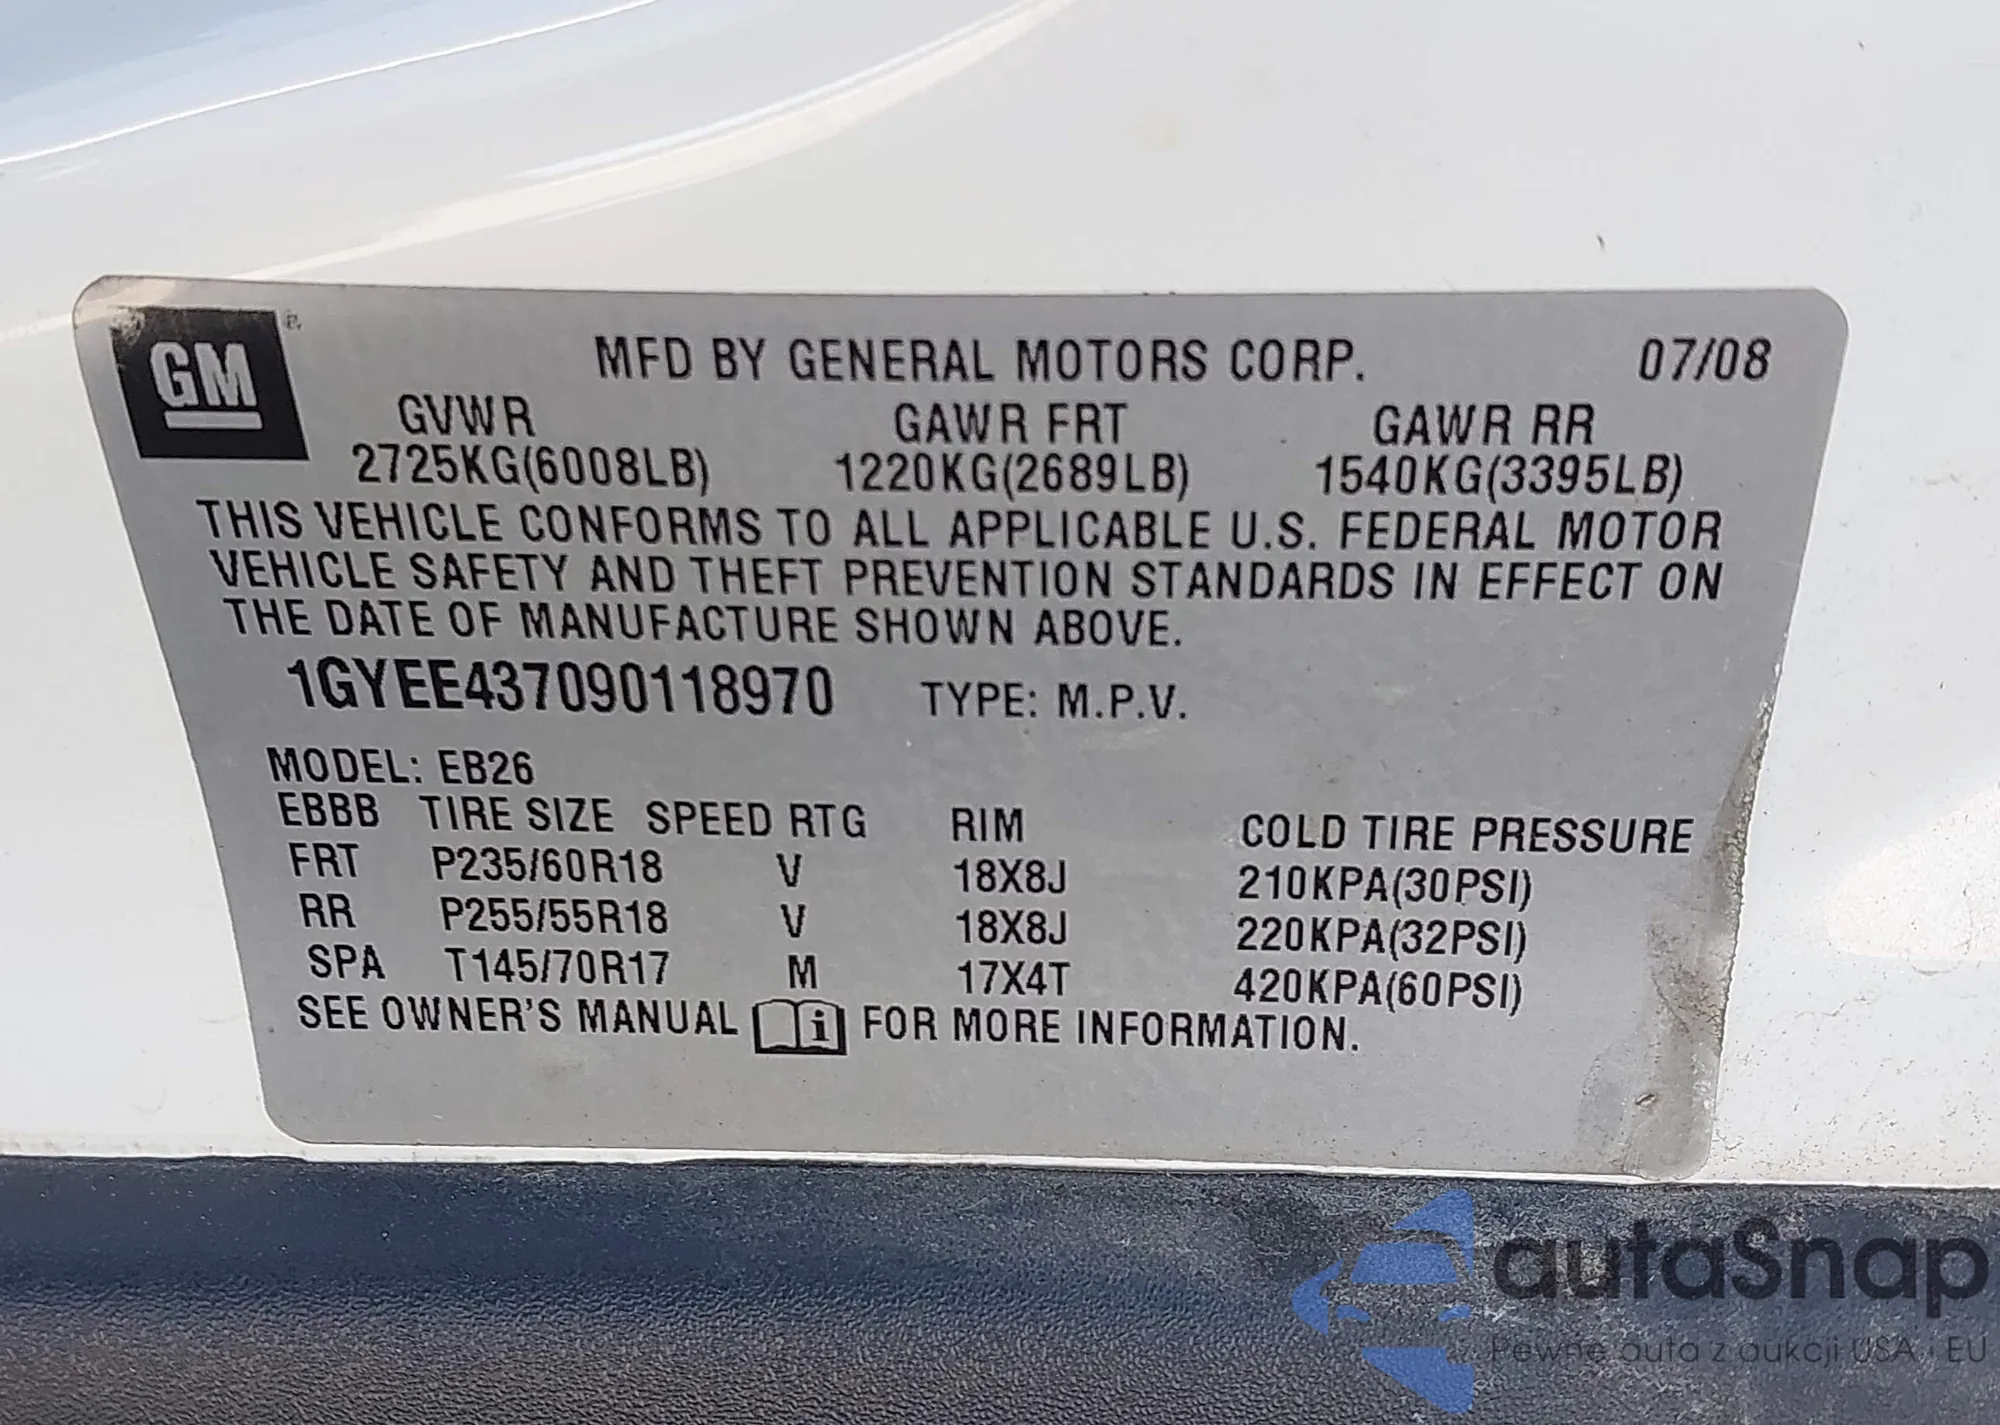 GM
MFD BY GENERAL MOTORS CORP. 07/08
GVWR GAWR FRT GAWR RR
2725KG(6008LB) 1220KG(2689LB) 1540KG(3395LB)
THIS VEHICLE CONFORMS TO ALL APPLICABLE U.S. FEDERAL MOTOR
VEHICLE SAFETY AND THEFT PREVENTION STANDARDS IN EFFECT ON
THE DATE OF MANUFACTURE SHOWN ABOVE.
1GYEE437090118970 TYPE: M.P.V.
MODEL: EB26
EBBB TIRE SIZE SPEED RTG RIM COLD TIRE PRESSURE
FRT P235/60R18 V 18X8J 210KPA(30PSI)
RR P255/55R18 V 18X8J 220KPA(32PSI)
SPA T145/70R17 M 17X4T 420KPA(60PSI)
SEE OWNER'S MANUAL i FOR MORE INFORMATION.
autaSnap
Pewne auta z aukcji USA i EU